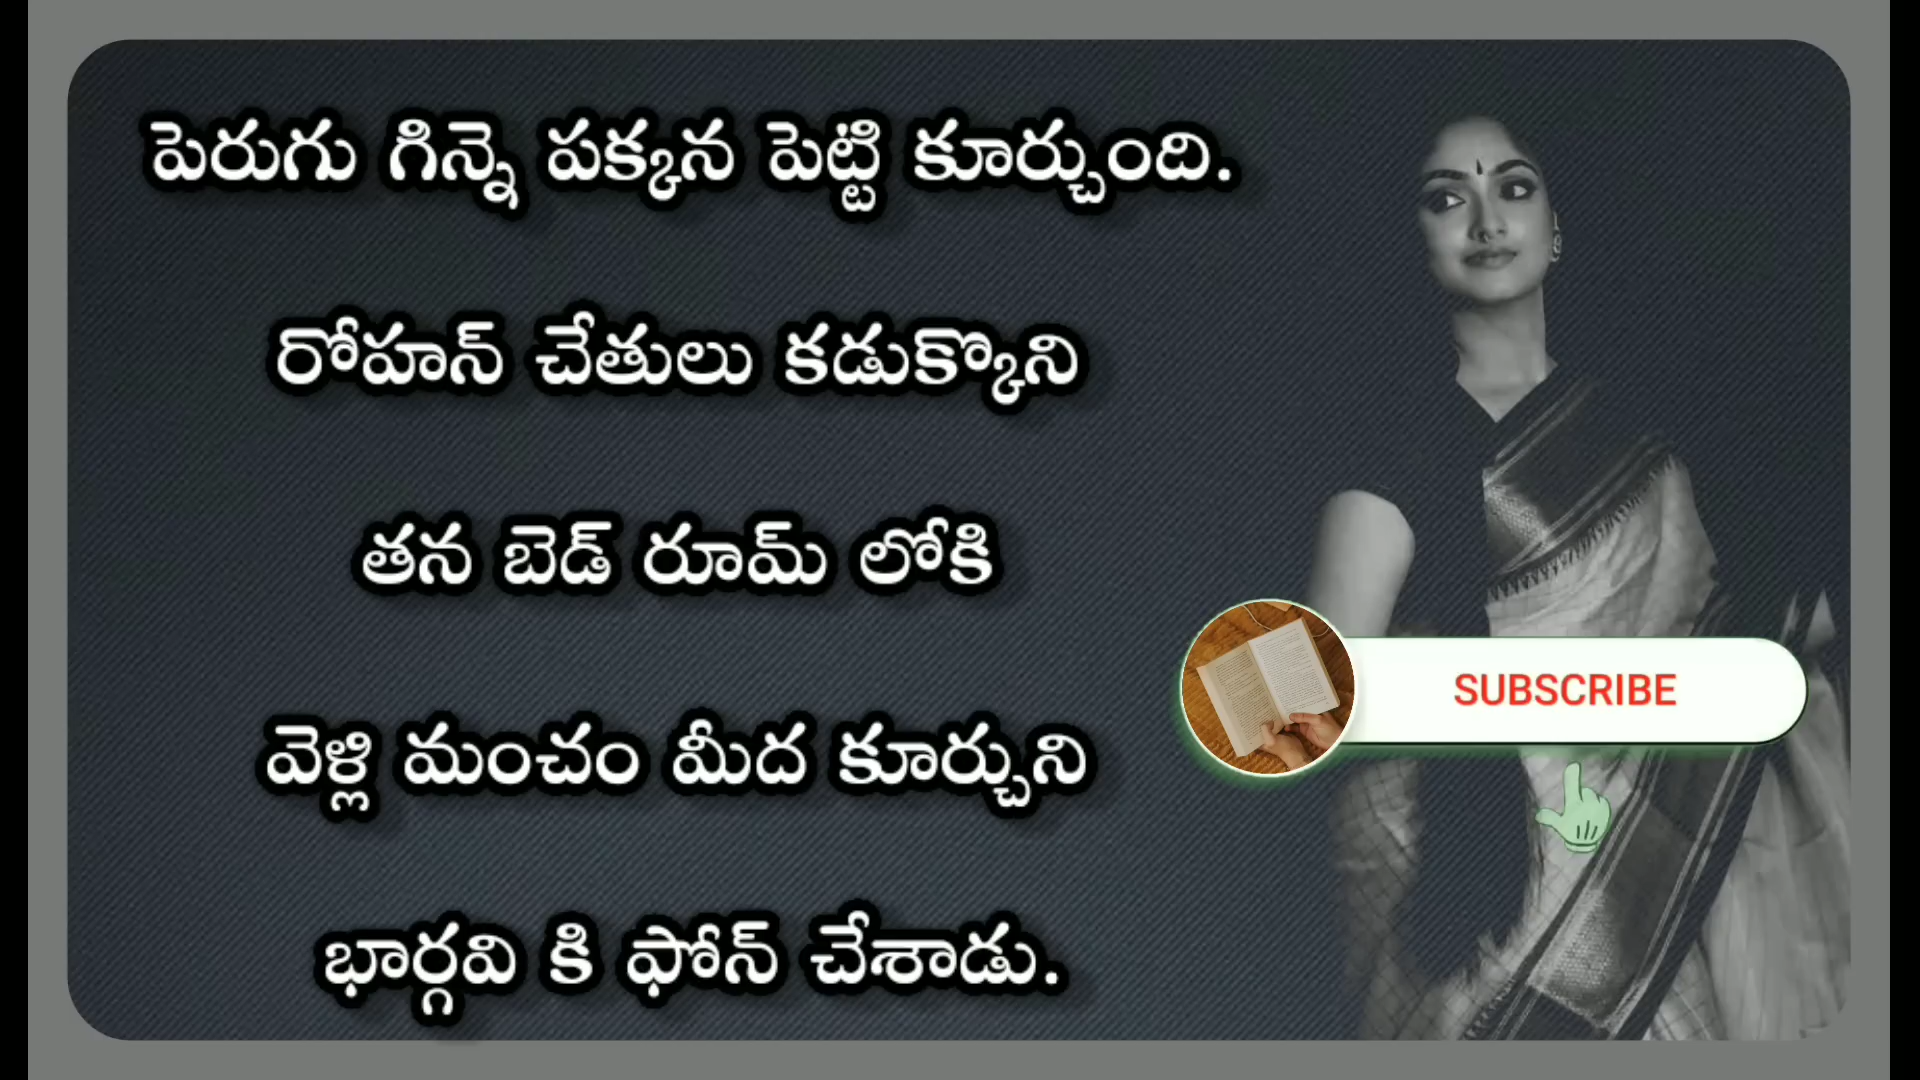 పెరుగు గిన్నె పక్కన పెట్టి కూర్చుంది.
రోహన్ చేతులు కడుక్కొని
తన బెడ్ రూమ్ లోకి
వెళ్లి మంచం మీద కూర్చుని
భార్గవి కి ఫోన్ చేశాడు.
SUBSCRIBE